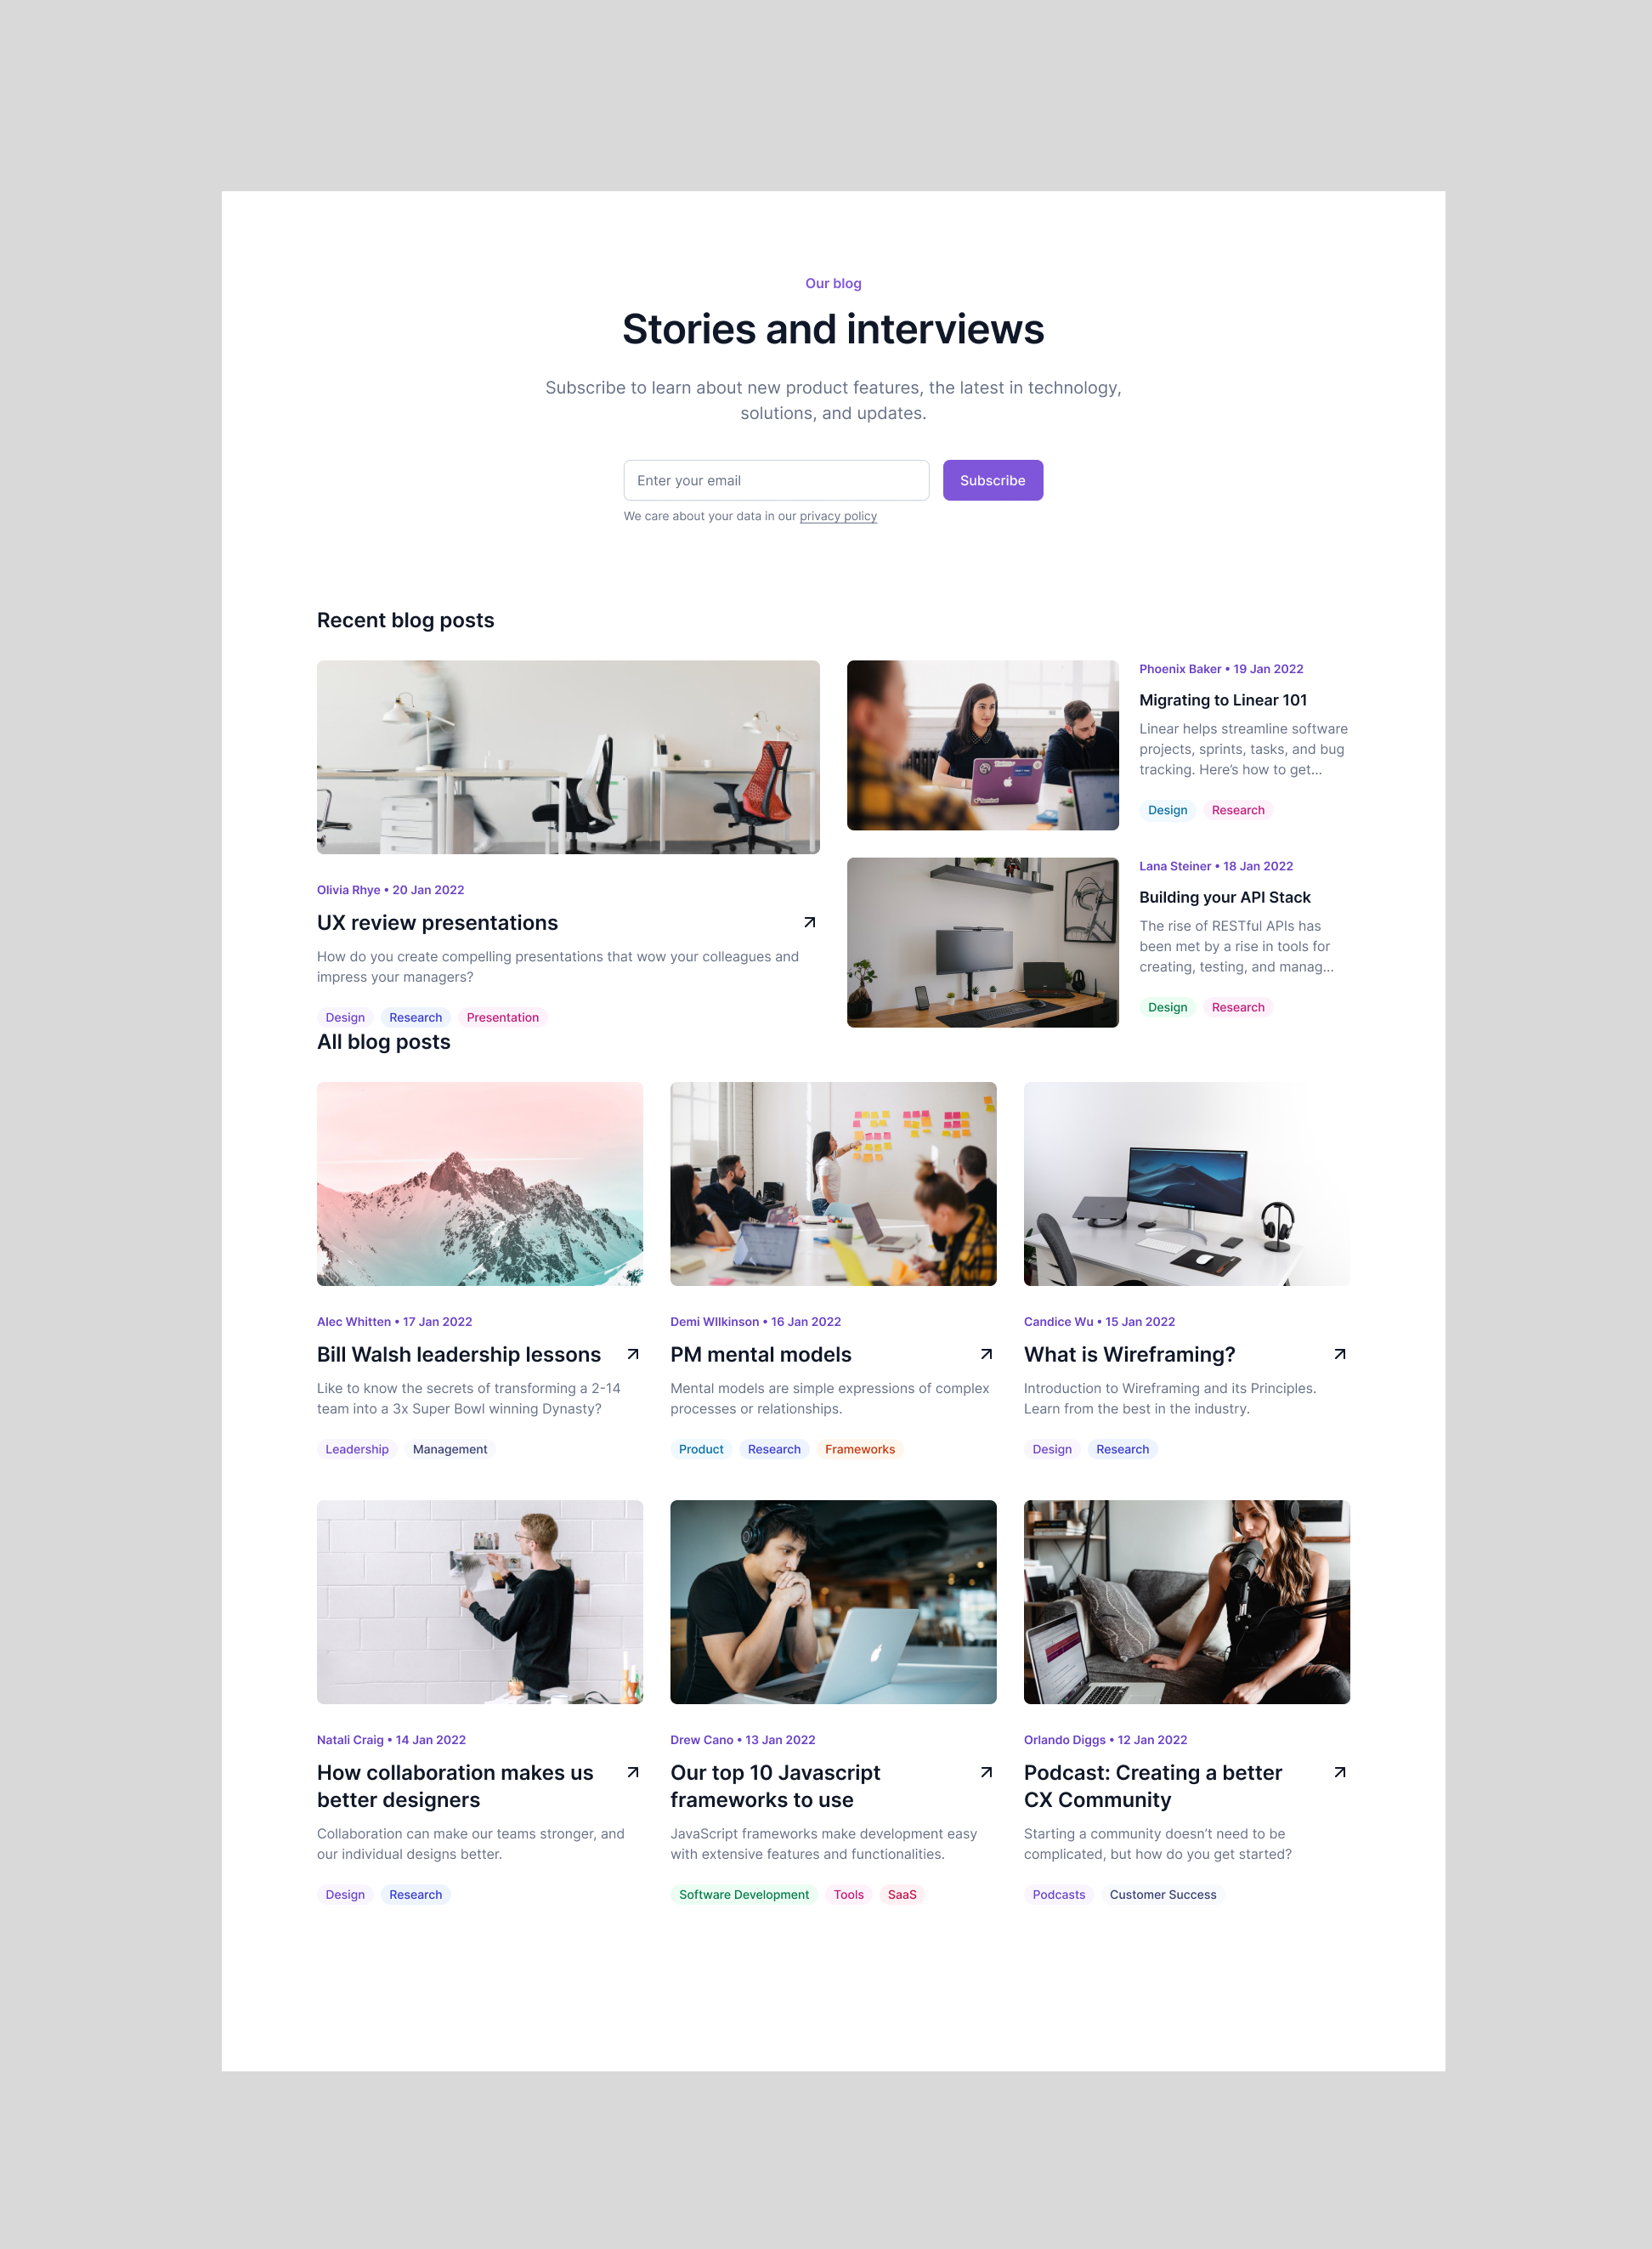 Our blog
Stories and interviews
Subscribe to learn about new product features, the latest in technology,
solutions, and updates.
Enter your email
Subscribe
We care about your data in our privacy policy
Recent blog posts
Olivia Rhye • 20 Jan 2022
UX review presentations
How do you create compelling presentations that wow your colleagues and
impress your managers?
Design
Research
Presentation
Phoenix Baker • 19 Jan 2022
Migrating to Linear 101
Linear helps streamline software
projects, sprints, tasks, and bug
tracking. Here’s how to get...
Design
Research
Lana Steiner • 18 Jan 2022
Building your API Stack
The rise of RESTful APIs has
been met by a rise in tools for
creating, testing, and manag...
Design
Research
All blog posts
Alec Whitten • 17 Jan 2022
Bill Walsh leadership lessons
Like to know the secrets of transforming a 2-14
team into a 3x Super Bowl winning Dynasty?
Leadership
Management
Demi WIlkinson • 16 Jan 2022
PM mental models
Mental models are simple expressions of complex
processes or relationships.
Product
Research
Frameworks
Candice Wu • 15 Jan 2022
What is Wireframing?
Introduction to Wireframing and its Principles.
Learn from the best in the industry.
Design
Research
Natali Craig • 14 Jan 2022
How collaboration makes us
better designers
Collaboration can make our teams stronger, and
our individual designs better.
Design
Research
Drew Cano • 13 Jan 2022
Our top 10 Javascript
frameworks to use
JavaScript frameworks make development easy
with extensive features and functionalities.
Software Development
Tools
SaaS
Orlando Diggs • 12 Jan 2022
Podcast: Creating a better
CX Community
Starting a community doesn’t need to be
complicated, but how do you get started?
Podcasts
Customer Success